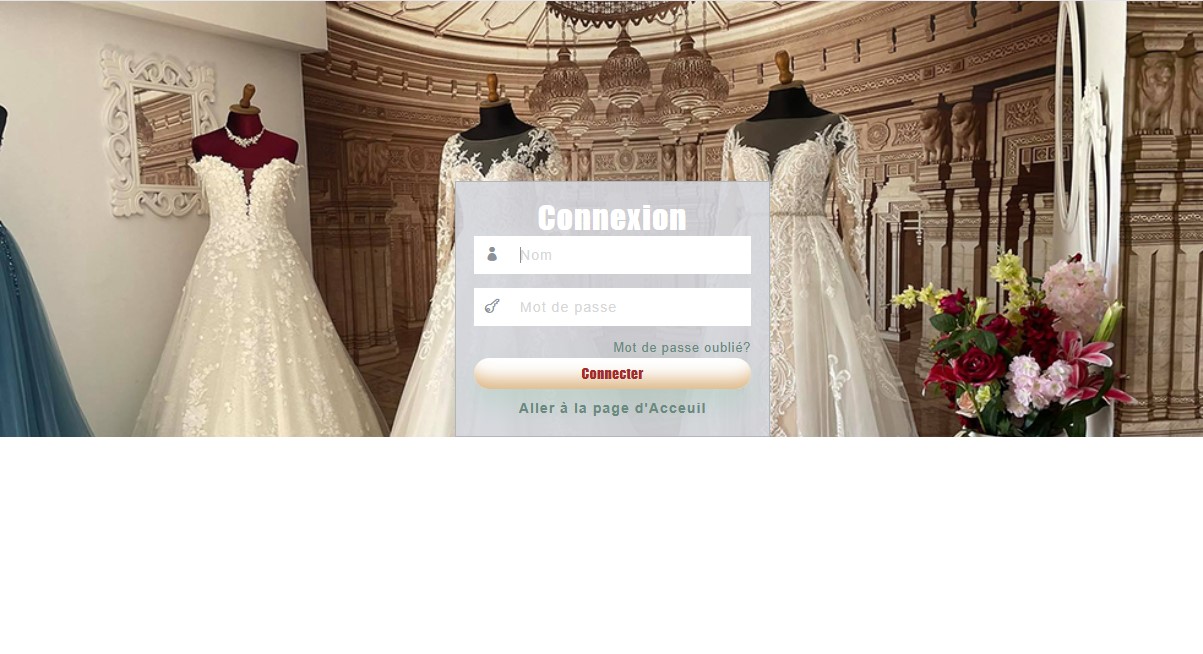 Connexion
Nom
Mot de passe
Mot de passe oublié?
Connecter
Aller à la page d'Acceuil